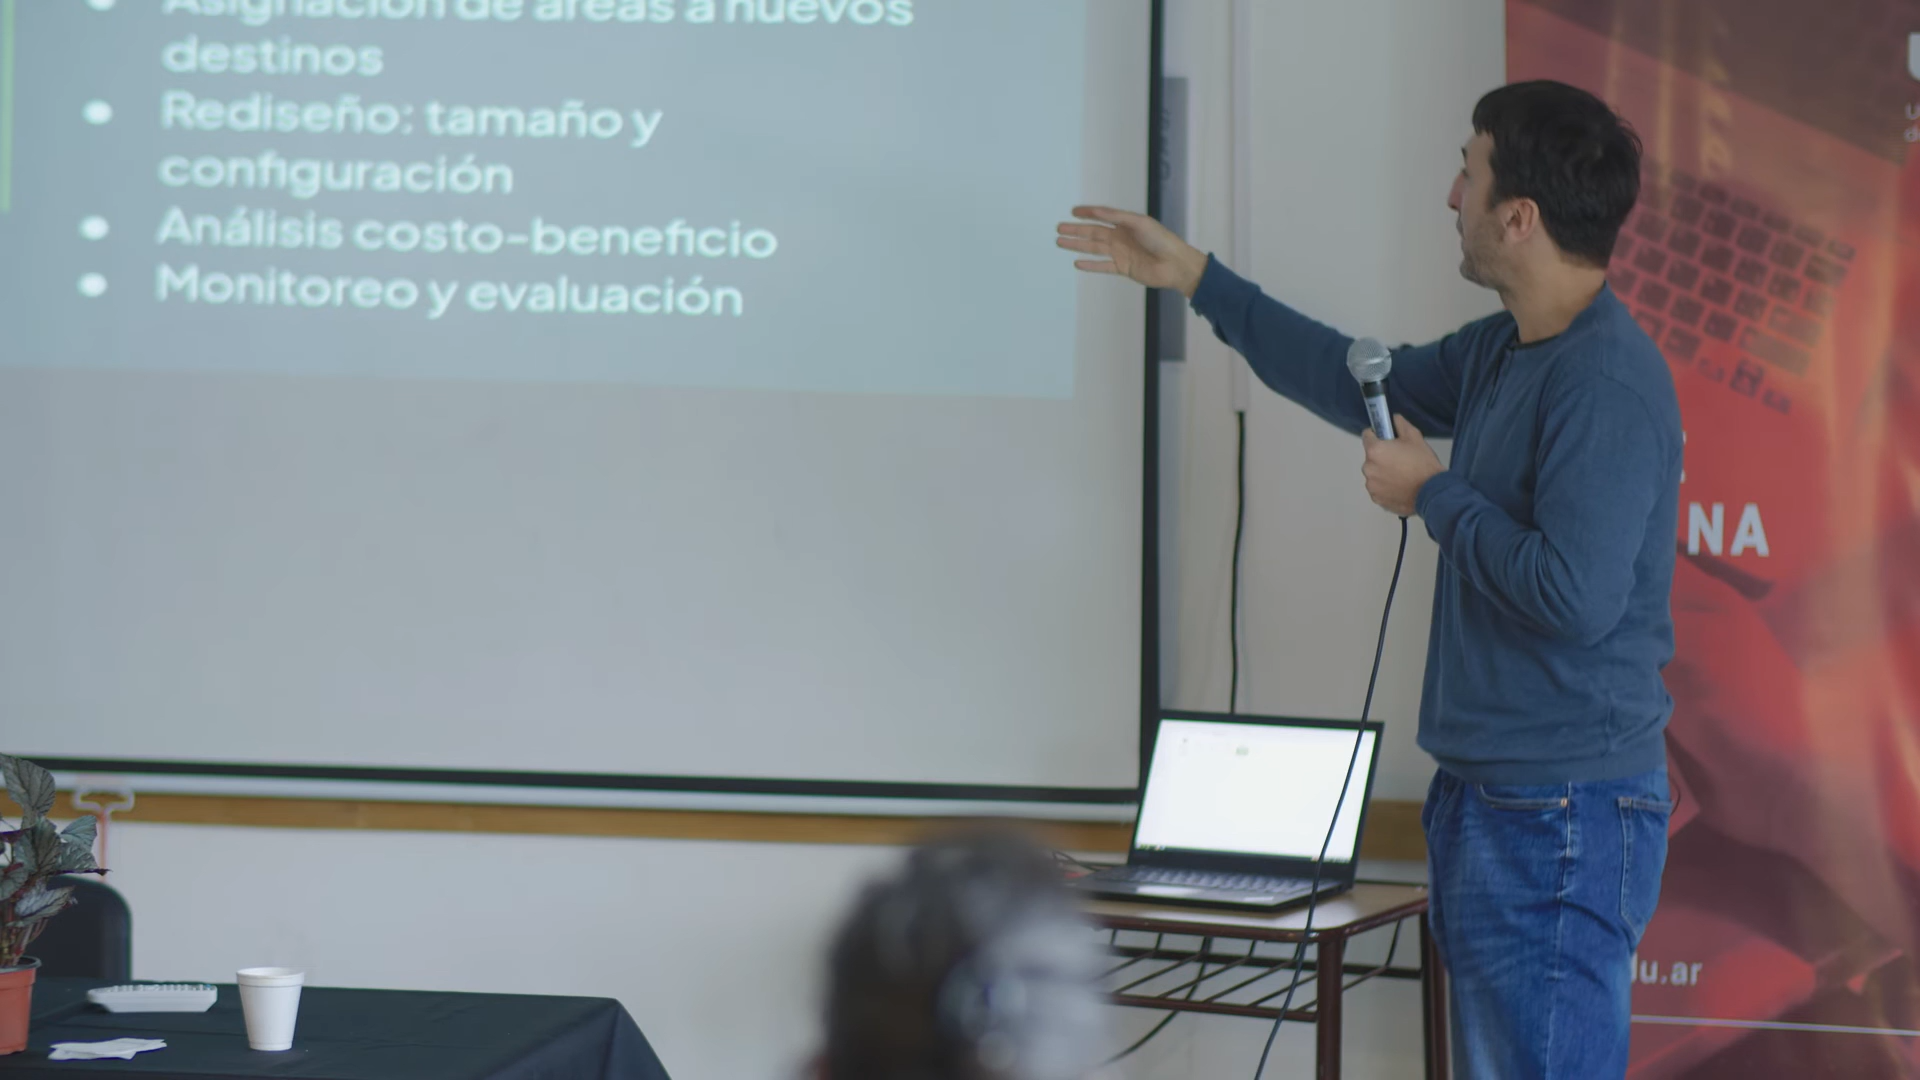 Asignación de áreas a nuevos
destinos
Rediseño: tamaño y
configuración
Análisis costo-beneficio
Monitoreo y evaluación
NA
du.ar